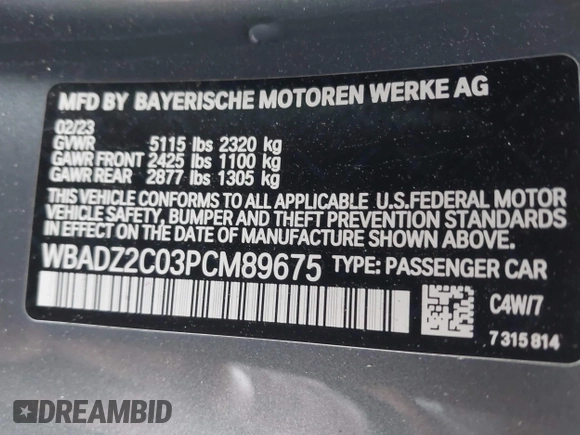 MFD BY BAYERISCHE MOTOREN WERKE AG
02/23
GVWR 5115 lbs 2320 kg
GAWR FRONT 2425 lbs 1100 kg
GAWR REAR 2877 lbs 1305 kg
THIS VEHICLE CONFORMS TO ALL APPLICABLE U.S.FEDERAL MOTOR
VEHICLE SAFETY, BUMPER AND THEFT PREVENTION STANDARDS
IN EFFECT ON THE DATE OF MANUFACTURE SHOWN ABOVE.
WBADZ2C03PCM89675 TYPE: PASSENGER CAR
C4W/7
7 315 814
DREAMBID